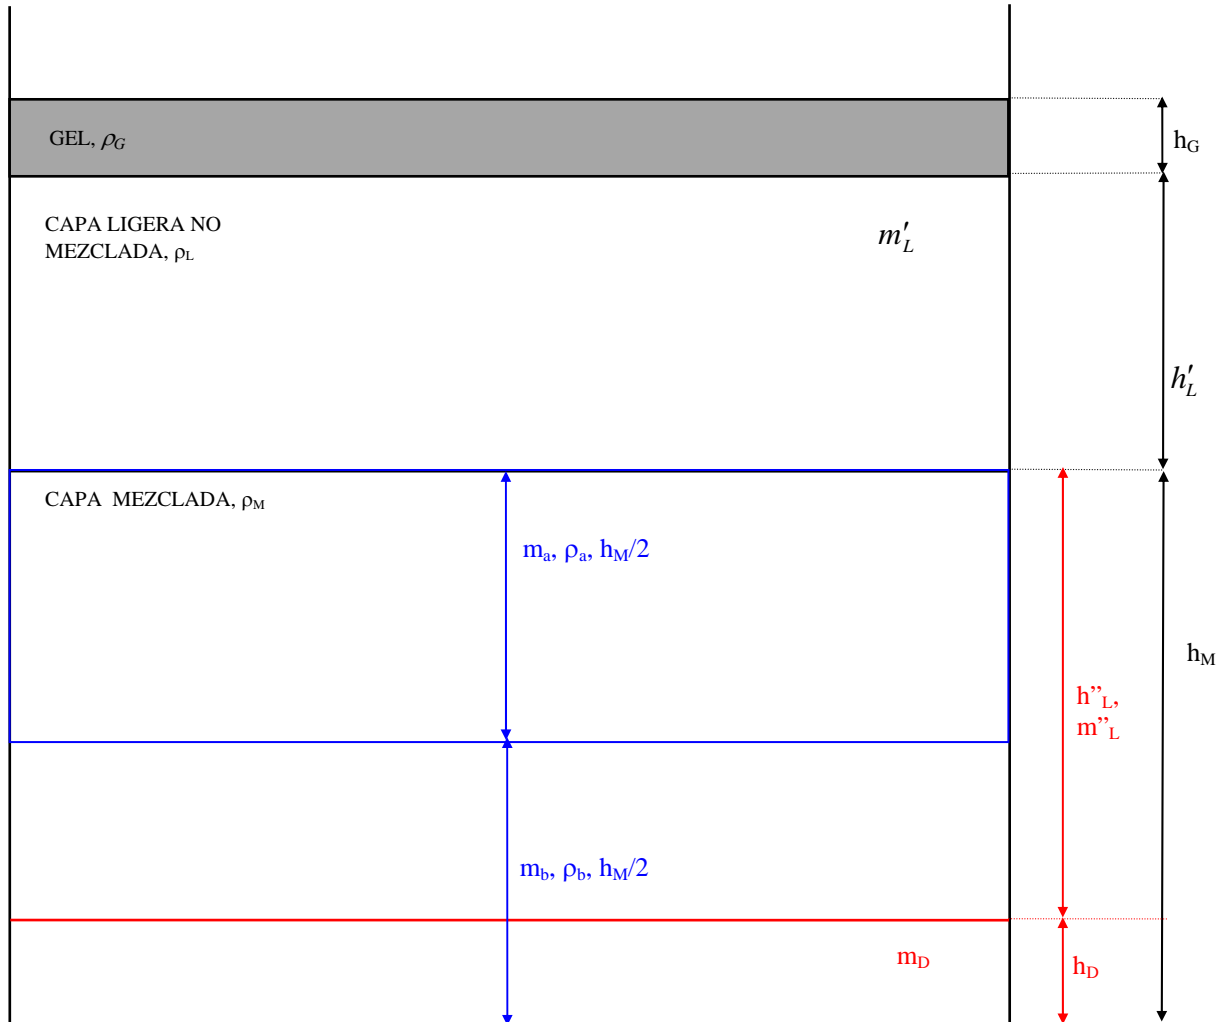 GEL, ρG
hG
CAPA LIGERA NO
MEZCLADA, ρL
m′L
h′L
CAPA MEZCLADA, ρM
ma, ρa, hM/2
hM
h”L,
m”L
mb, ρb, hM/2
mD
hD